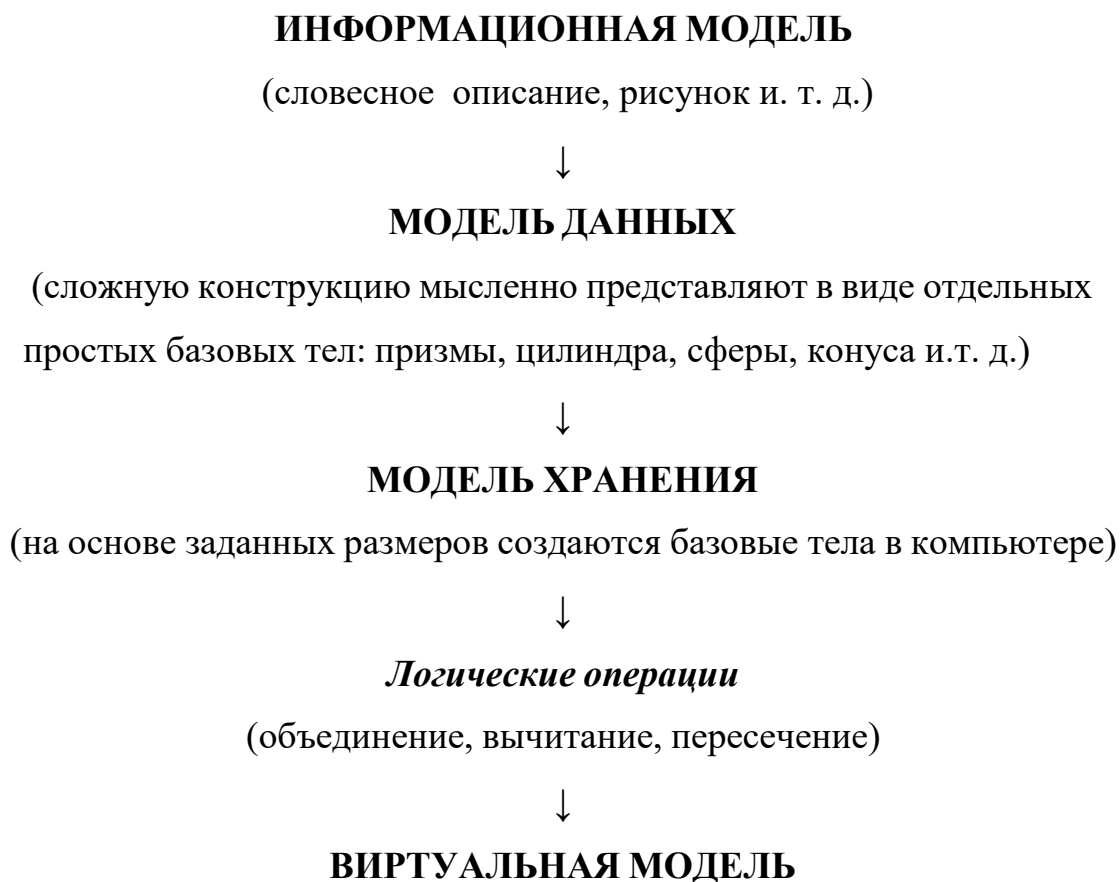 ИНФОРМАЦИОННАЯ МОДЕЛЬ
(словесное описание, рисунок и. т. д.)
↓
МОДЕЛЬ ДАННЫХ
(сложную конструкцию мысленно представляют в виде отдельных
простых базовых тел: призмы, цилиндра, сферы, конуса и.т. д.)
↓
МОДЕЛЬ ХРАНЕНИЯ
(на основе заданных размеров создаются базовые тела в компьютере)
↓
Логические операции
(объединение, вычитание, пересечение)
↓
ВИРТУАЛЬНАЯ МОДЕЛЬ